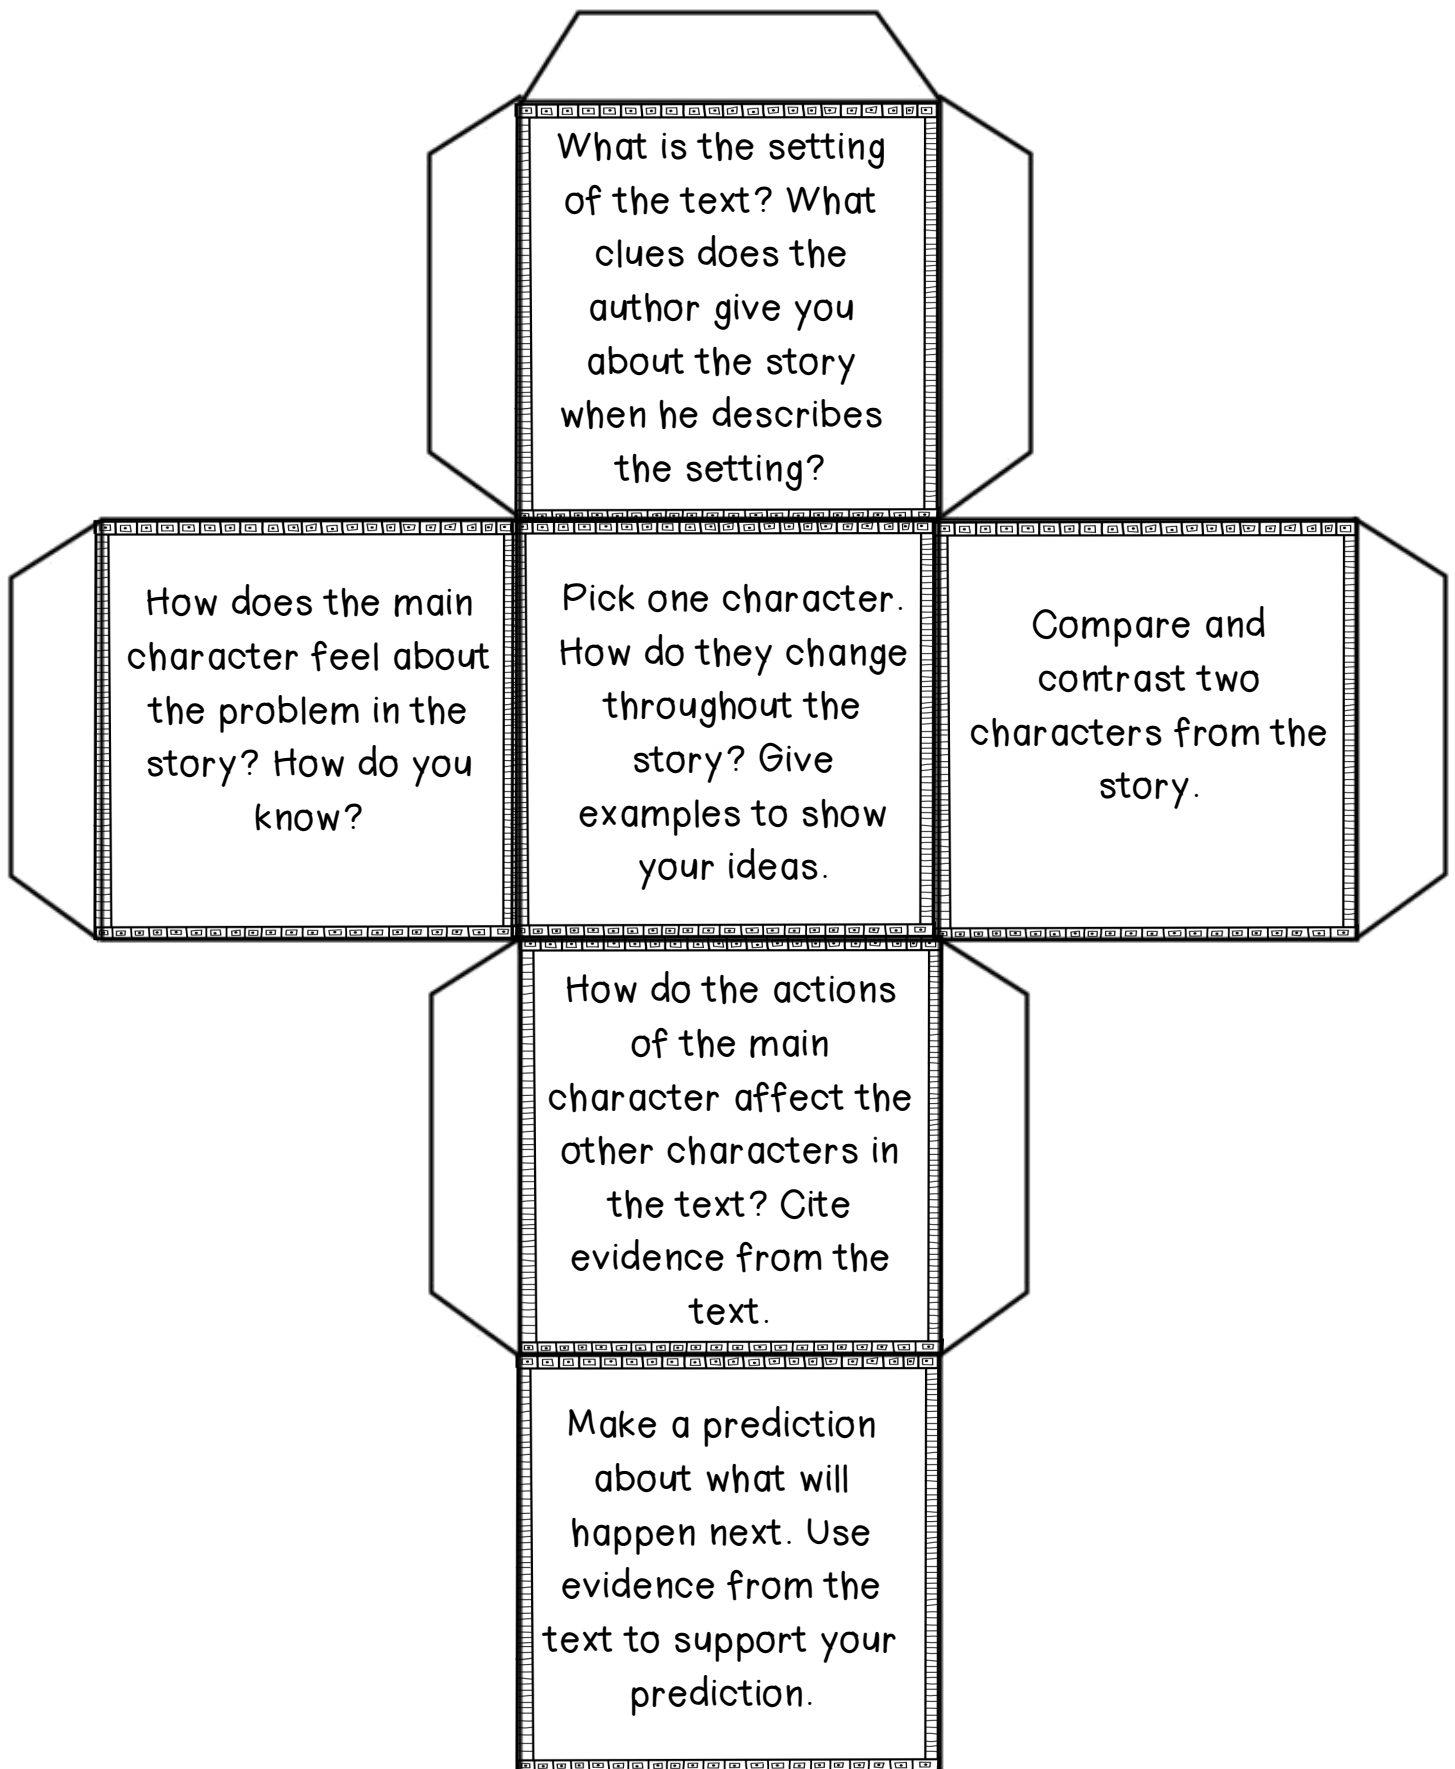 What is the setting
of the text? What
clues does the
author give you
about the story
when he describes
the setting?
How does the main
character feel about
the problem in the
story? How do you
know?
Pick one character.
How do they change
throughout the
story? Give
examples to show
your ideas.
Compare and
contrast two
characters from the
story.
How do the actions
of the main
character affect the
other characters in
the text? Cite
evidence from the
text.
Make a prediction
about what will
happen next. Use
evidence from the
text to support your
prediction.